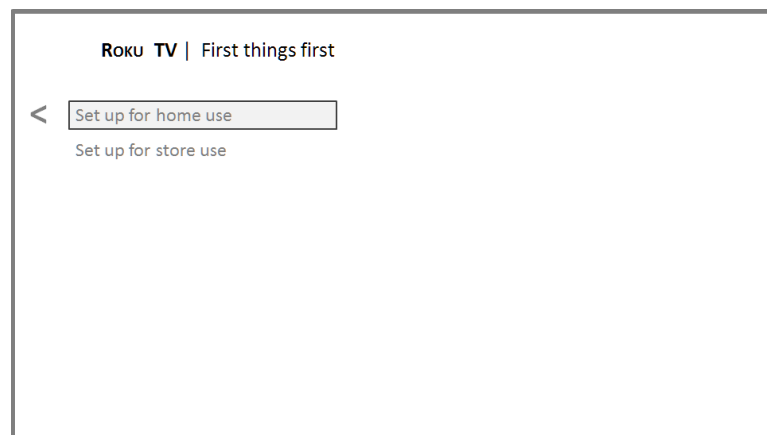 ROKU TV | First things first
<
Set up for home use
Set up for store use